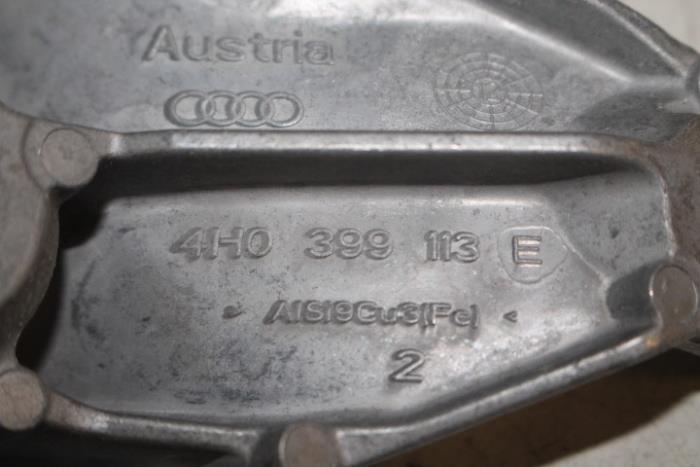 Austria
4H0 399 113 E
> AlSi9Cu3(Fe) <
2